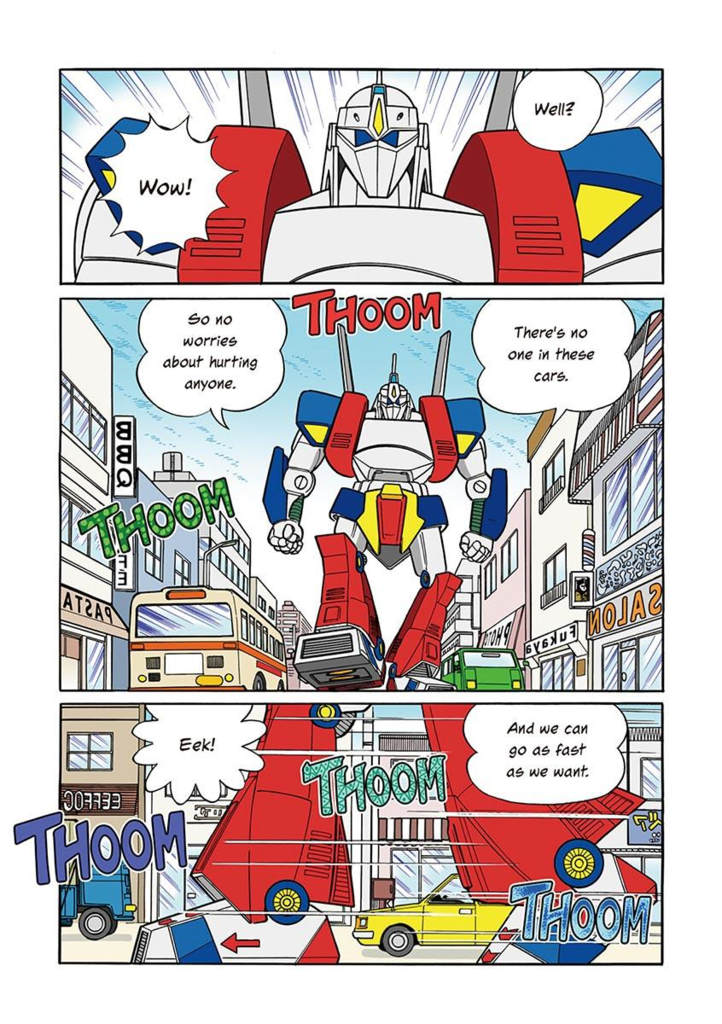 Well?
Wow!
THOOM
There's no
one in these
cars.
So no
worries
about hurting
anyone.
THOOM
BBQ
PASTA
SALON
Fukaya
And we can
go as fast
as we want.
Eek!
THOOM
THOOM
THOOM